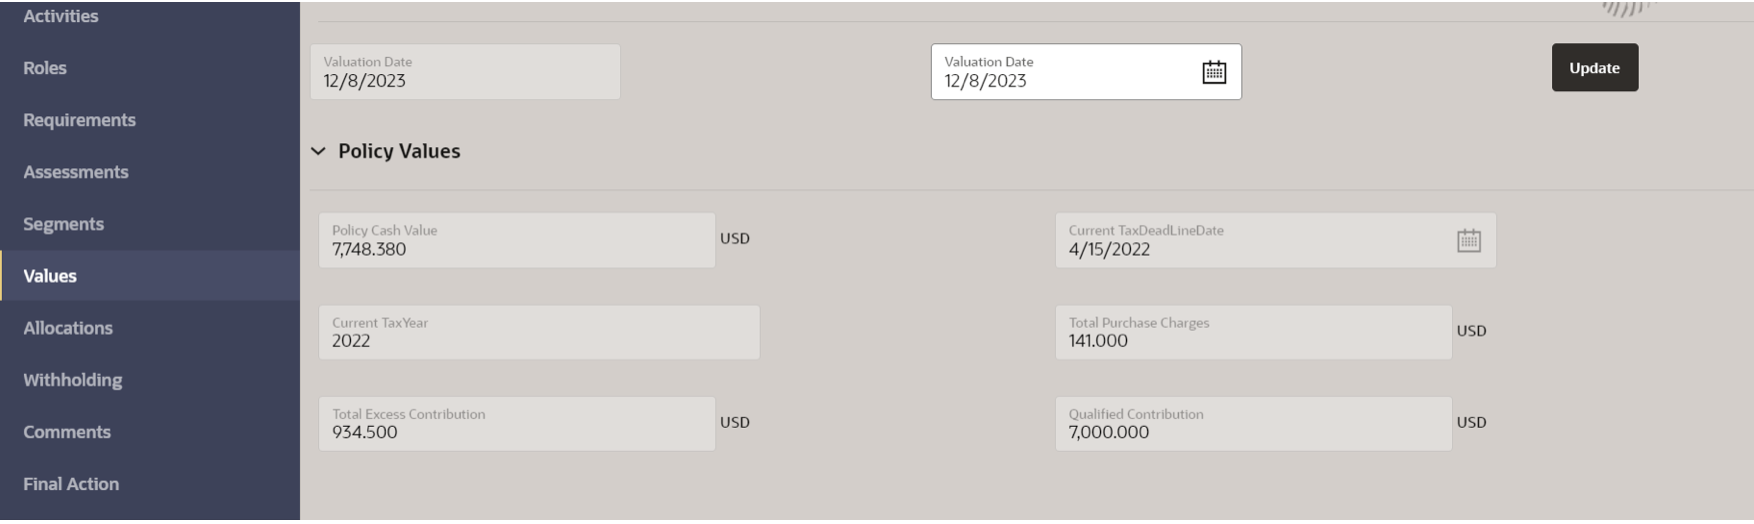 Activities
Roles
Requirements
Assessments
Segments
Values
Allocations
Withholding
Comments
Final Action
Valuation Date
12/8/2023
Valuation Date
12/8/2023
Update
Policy Values
Policy Cash Value
7,748.380
USD
Current TaxDeadLineDate
4/15/2022
Current TaxYear
2022
Total Purchase Charges
141.000
USD
Total Excess Contribution
934.500
USD
Qualified Contribution
7,000.000
USD